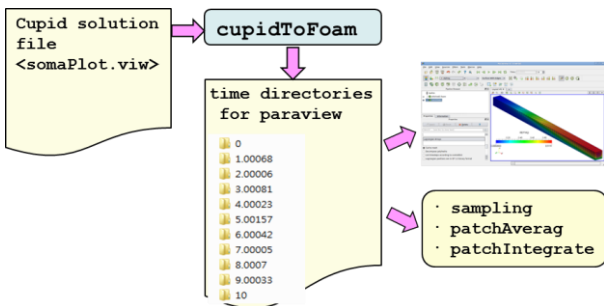 Cupid solution
file
<somaPlot.viw>
cupidToFoam
time directories
for paraview
0
1.00068
2.00006
3.00081
4.00023
5.00157
6.00042
7.00005
8.0007
9.00033
10
· sampling
· patchAverag
· patchIntegrate